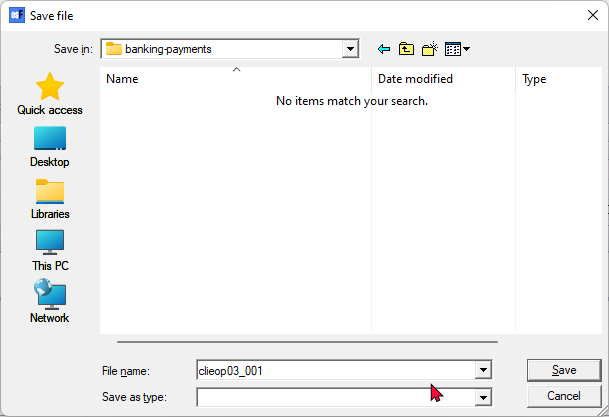 Save file
Save in: banking-payments
Name Date modified Type
No items match your search.
Quick access
Desktop
Libraries
This PC
Network
File name: clieop03_001 Save
Save as type: Cancel